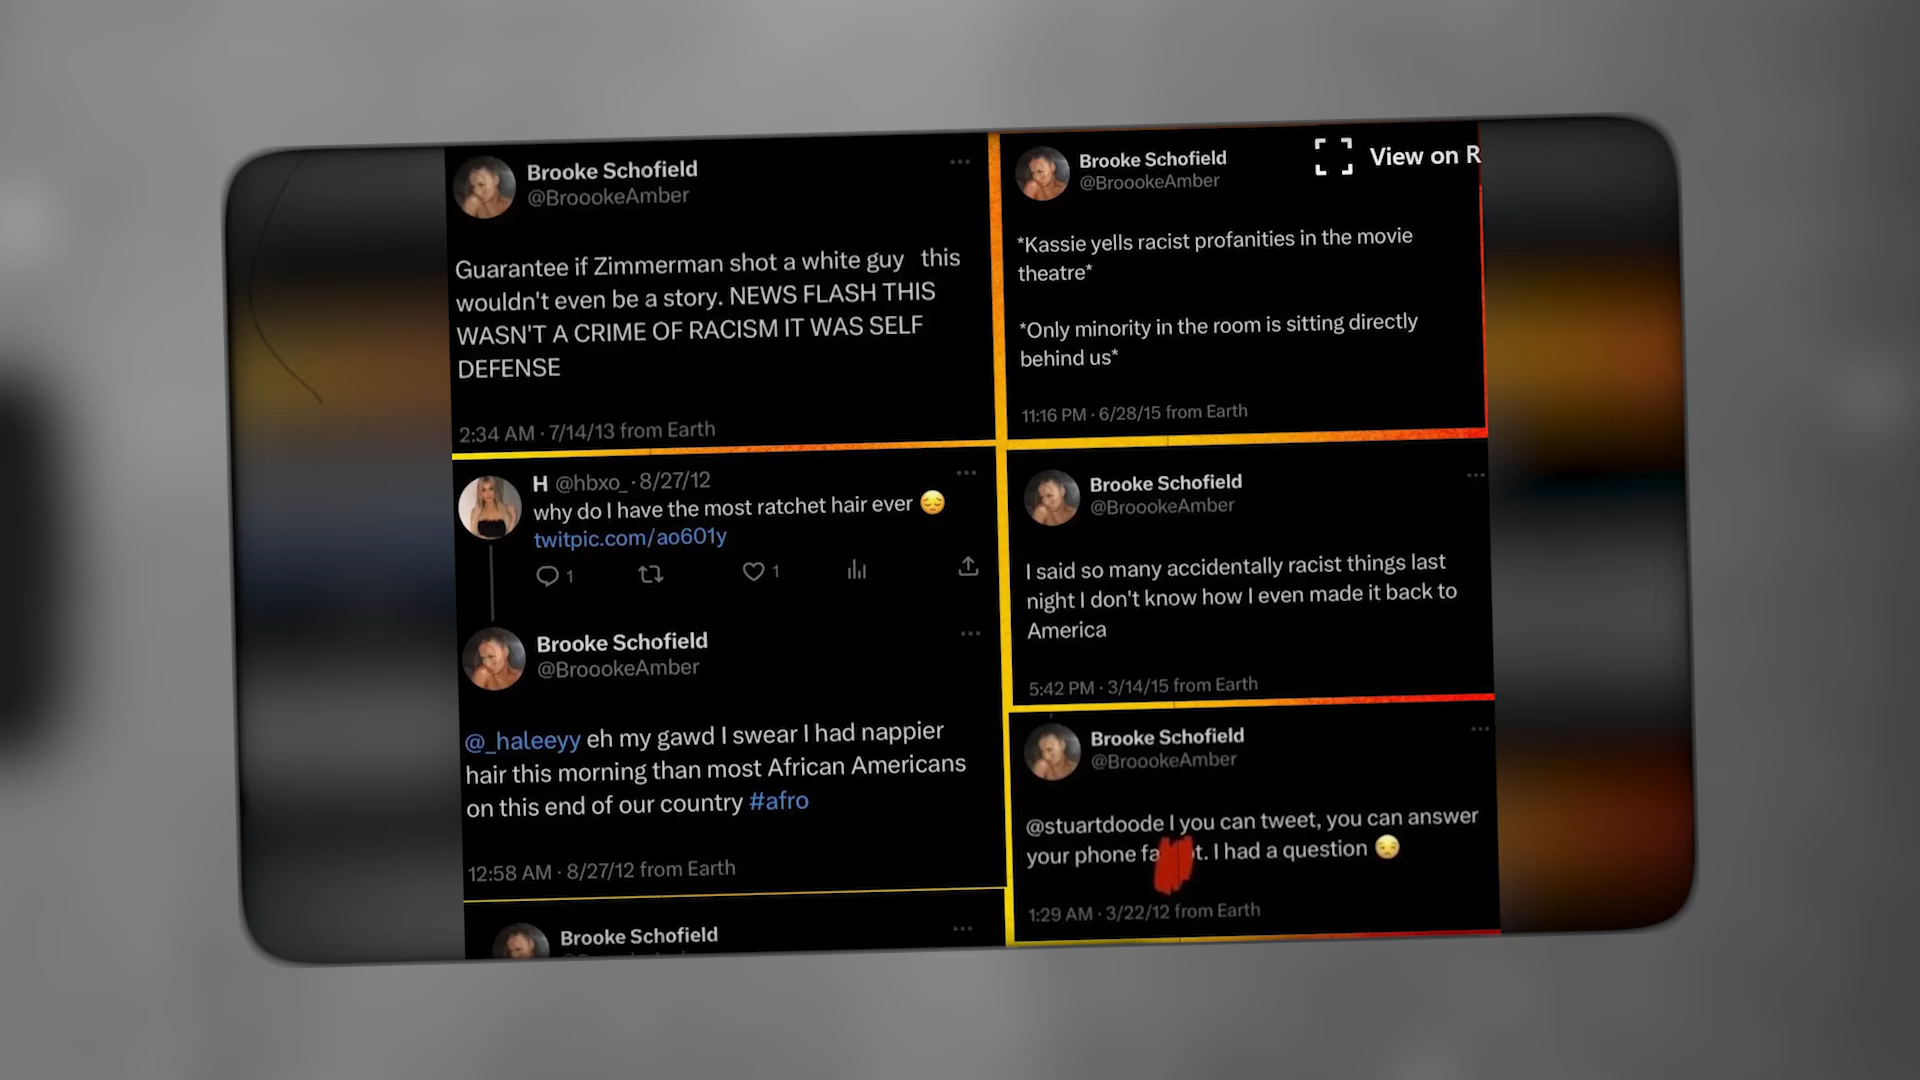 Brooke Schofield
@BroookeAmber
Guarantee if Zimmerman shot a white guy this
wouldn't even be a story. NEWS FLASH THIS
WASN'T A CRIME OF RACISM IT WAS SELF
DEFENSE
2:34 AM · 7/14/13 from Earth
H @hbxo_ · 8/27/12
why do I have the most ratchet hair ever 😔
twitpic.com/ao601y
1
1
Brooke Schofield
@BroookeAmber
@_haleeyy eh my gawd I swear I had nappier
hair this morning than most African Americans
on this end of our country #afro
12:58 AM · 8/27/12 from Earth
Brooke Schofield
Brooke Schofield
@BroookeAmber
View on R
*Kassie yells racist profanities in the movie
theatre*
*Only minority in the room is sitting directly
behind us*
11:16 PM · 6/28/15 from Earth
Brooke Schofield
@BroookeAmber
I said so many accidentally racist things last
night I don't know how I even made it back to
America
5:42 PM · 3/14/15 from Earth
Brooke Schofield
@BroookeAmber
@stuartdoode I you can tweet, you can answer
your phone fa t. I had a question 😒
1:29 AM · 3/22/12 from Earth